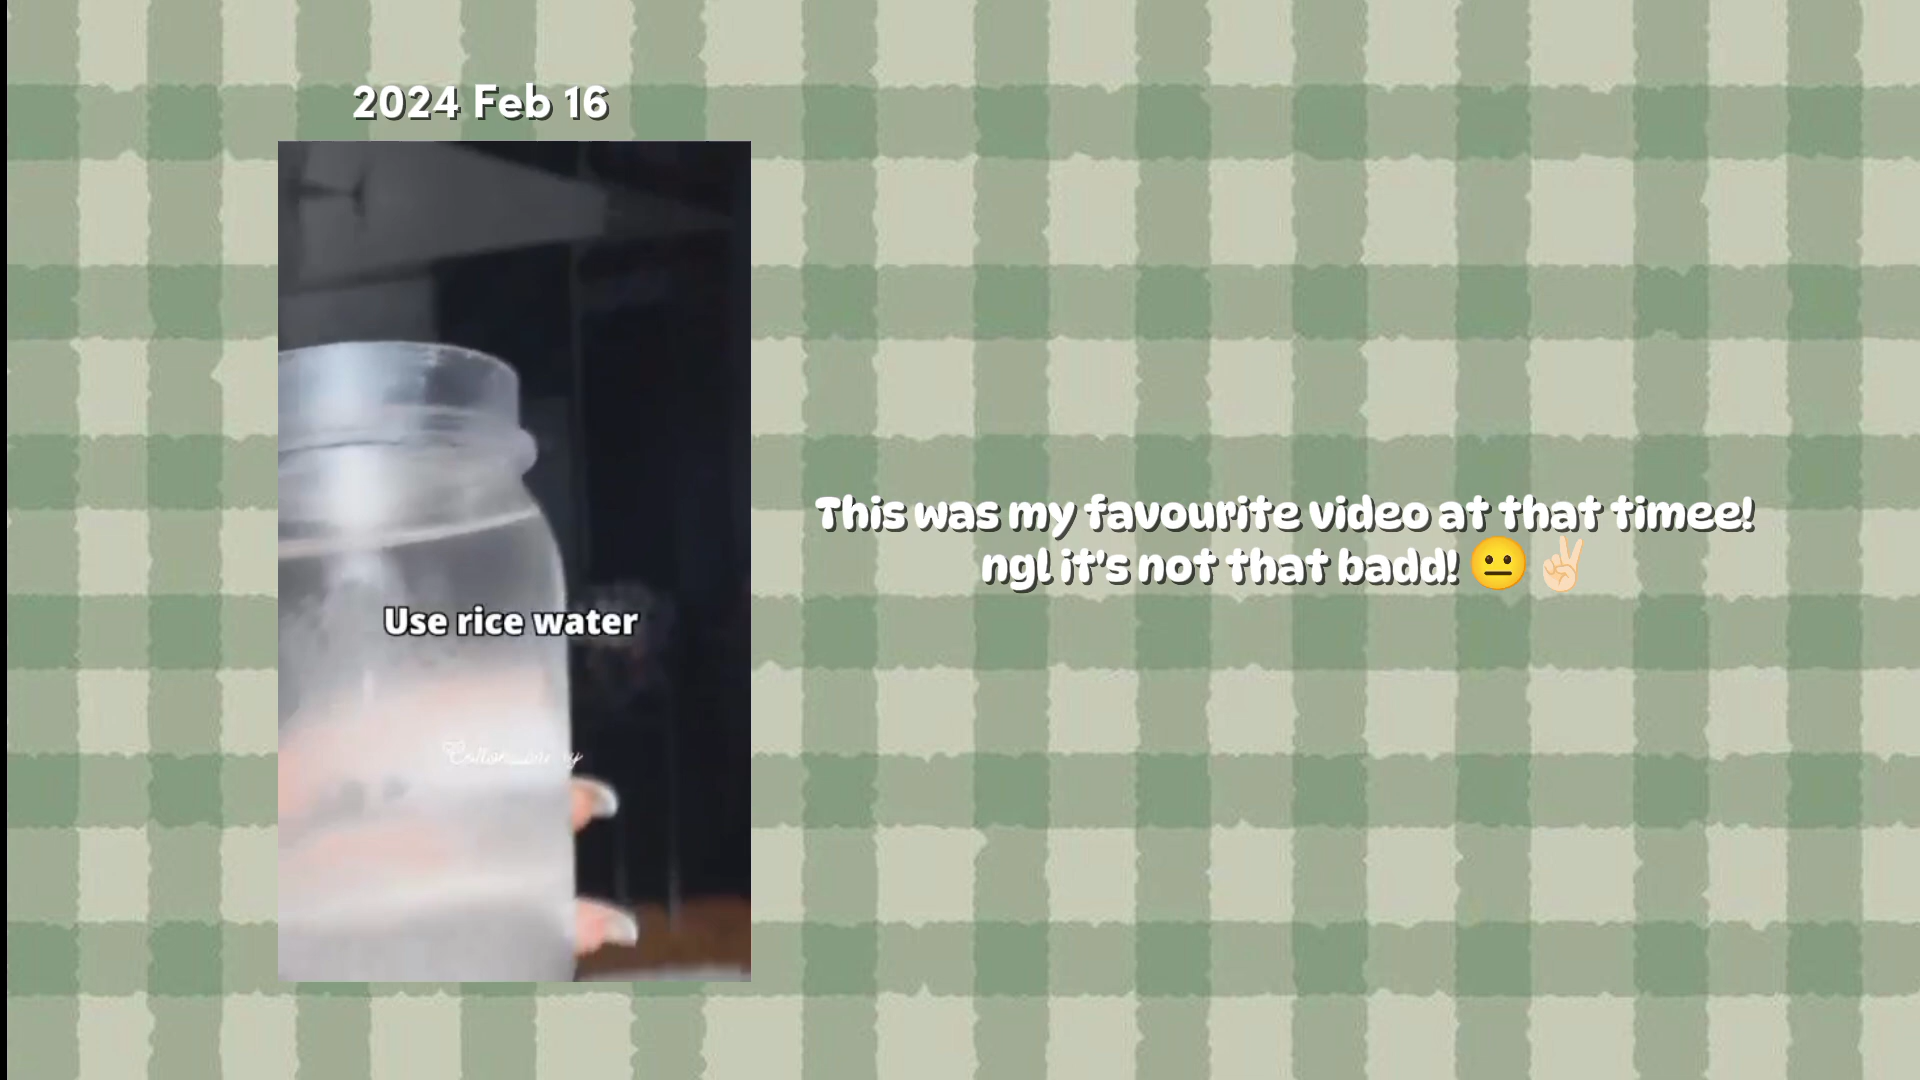 2024 Feb 16
Use rice water
This was my favourite video at that timee!
ngl it's not that badd! 😐✌🏻